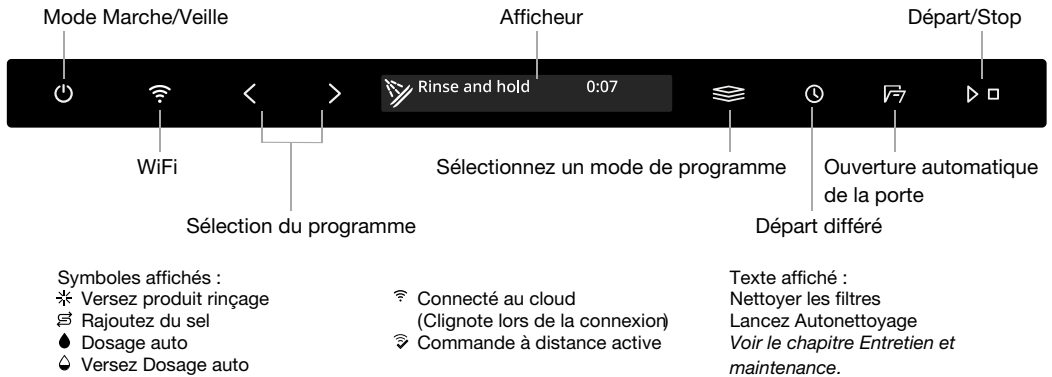 Mode Marche/Veille
Afficheur
Départ/Stop
Rinse and hold 0:07
WiFi
Sélectionnez un mode de programme
Ouverture automatique
de la porte
Sélection du programme
Départ différé
Symboles affichés :
Versez produit rinçage
Rajoutez du sel
Dosage auto
Versez Dosage auto
Connecté au cloud
(Clignote lors de la connexion)
Commande à distance active
Texte affiché :
Nettoyer les filtres
Lancez Autonettoyage
Voir le chapitre Entretien et
maintenance.